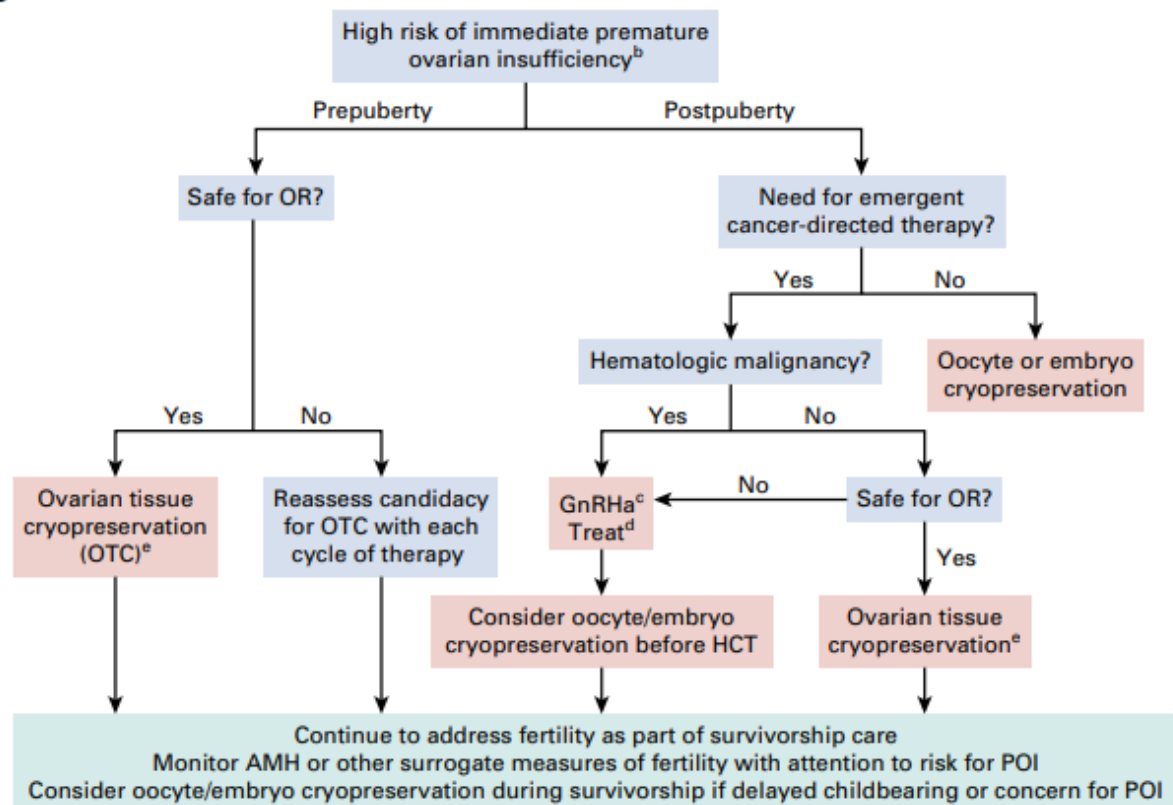 High risk of immediate premature
ovarian insufficiencyᵇ
Prepuberty
Postpuberty
Safe for OR?
Need for emergent
cancer-directed therapy?
Yes
No
Hematologic malignancy?
Oocyte or embryo
cryopreservation
Yes
No
Yes
No
Ovarian tissue
cryopreservation
(OTC)ᵉ
Reassess candidacy
for OTC with each
cycle of therapy
GnRHaᶜ
Treatᵈ
No
Safe for OR?
Yes
Consider oocyte/embryo
cryopreservation before HCT
Ovarian tissue
cryopreservationᵉ
Continue to address fertility as part of survivorship care
Monitor AMH or other surrogate measures of fertility with attention to risk for POI
Consider oocyte/embryo cryopreservation during survivorship if delayed childbearing or concern for POI